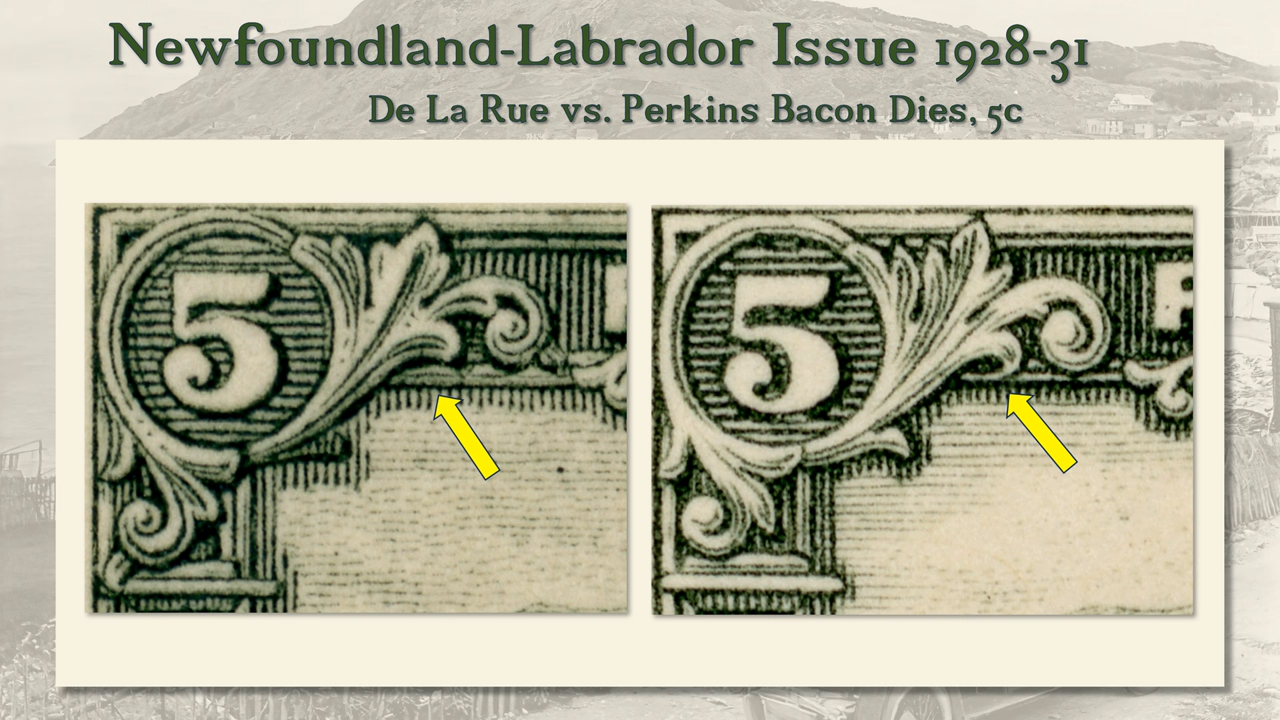 Newfoundland-Labrador Issue 1928-31
De La Rue vs. Perkins Bacon Dies, 5c
5
5